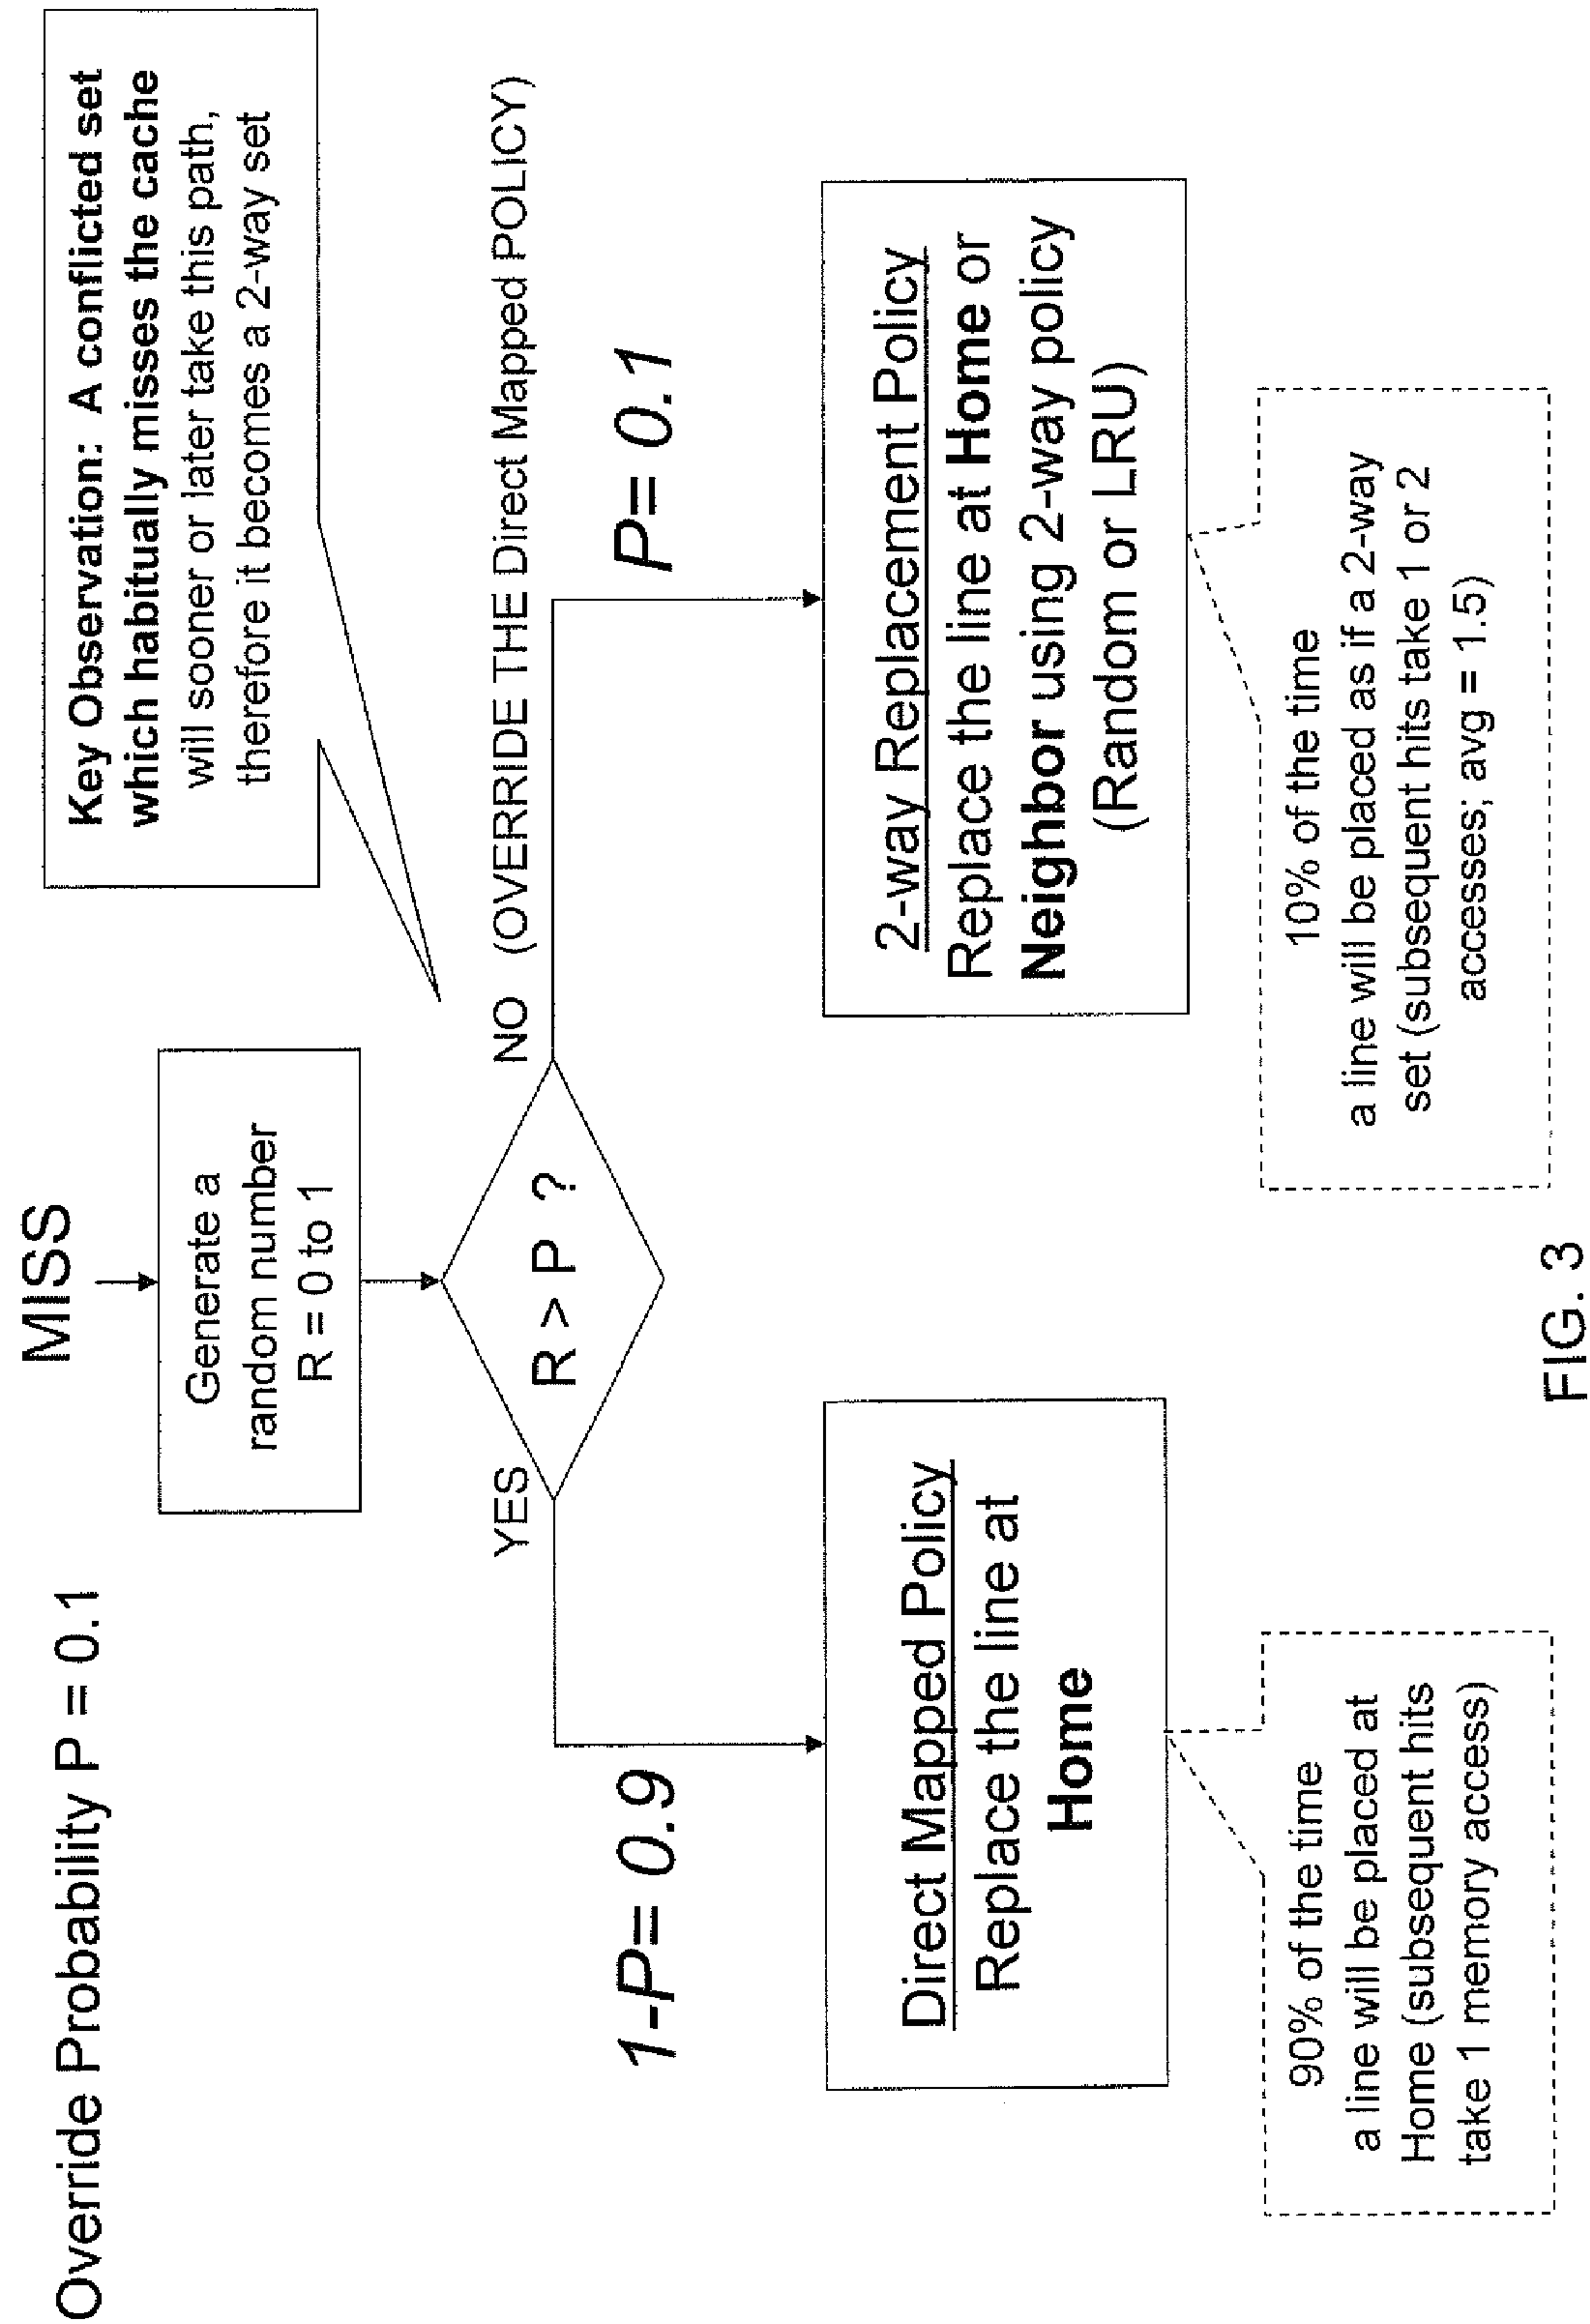 Override Probability P = 0.1
MISS
Generate a
random number
R = 0 to 1
Key Observation: A conflicted set
which habitually misses the cache
will sooner or later take this path,
therefore it becomes a 2-way set
R > P ?
YES
NO (OVERRIDE THE Direct Mapped POLICY)
1-P= 0.9
P= 0.1
Direct Mapped Policy
Replace the line at
Home
2-way Replacement Policy
Replace the line at Home or
Neighbor using 2-way policy
(Random or LRU)
90% of the time
a line will be placed at
Home (subsequent hits
take 1 memory access)
10% of the time
a line will be placed as if a 2-way
set (subsequent hits take 1 or 2
accesses; avg = 1.5)
FIG. 3